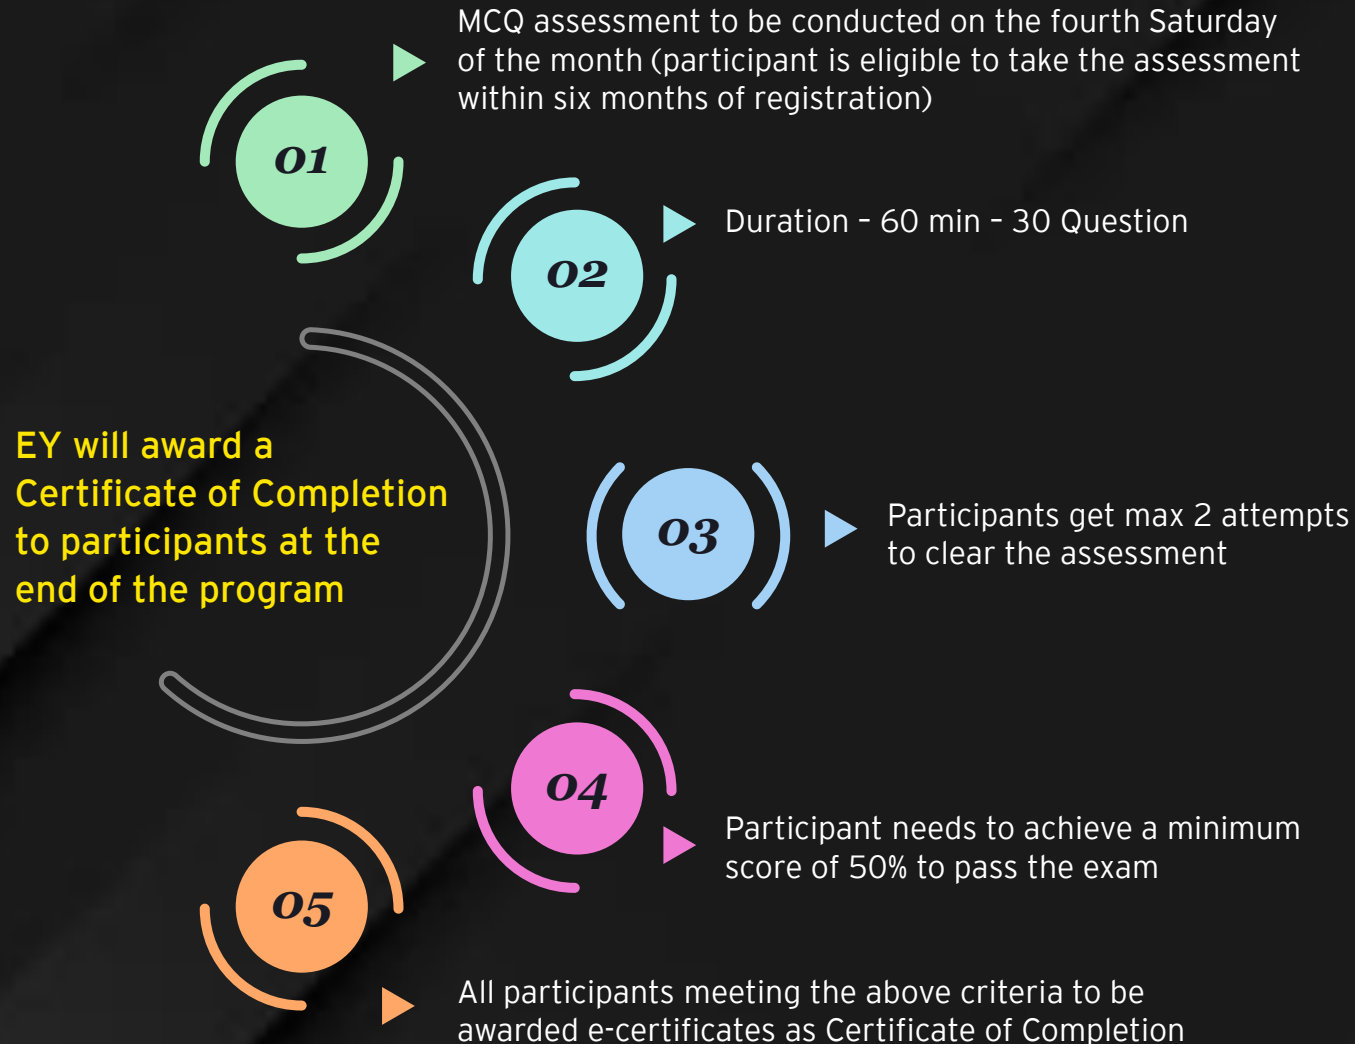 MCQ assessment to be conducted on the fourth Saturday
of the month (participant is eligible to take the assessment
within six months of registration)
01
Duration – 60 min – 30 Question
02
EY will award a
Certificate of Completion
to participants at the
end of the program
03
Participants get max 2 attempts
to clear the assessment
04
Participant needs to achieve a minimum
score of 50% to pass the exam
05
All participants meeting the above criteria to be
awarded e-certificates as Certificate of Completion